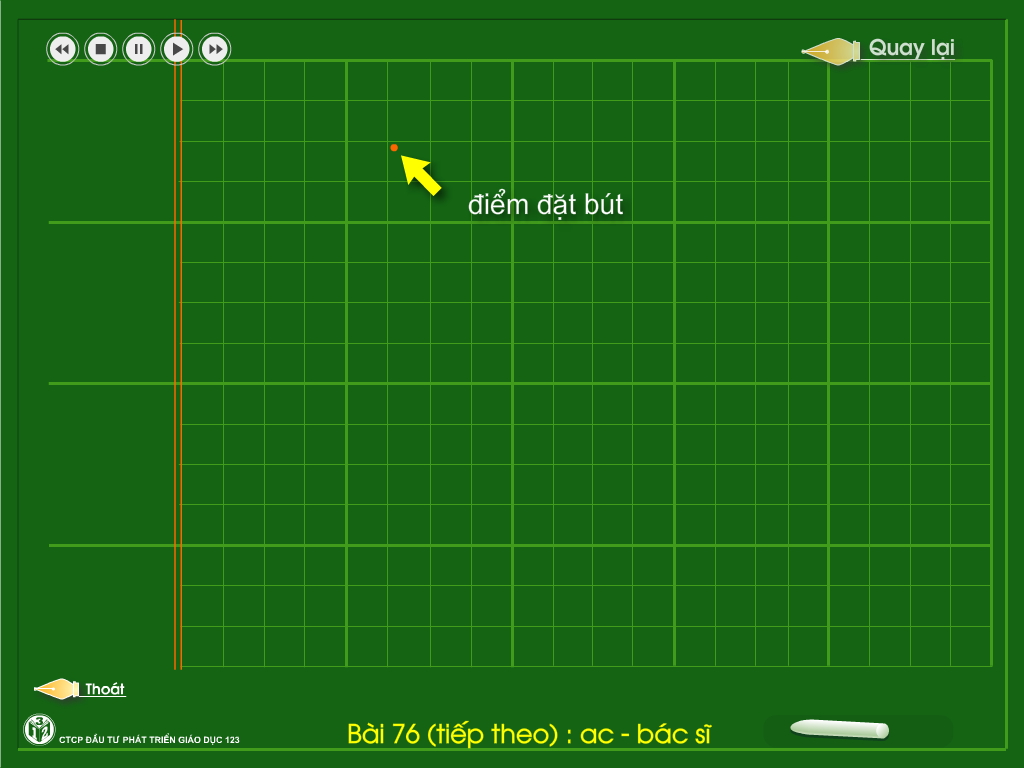 Quay lại
điểm đặt bút
Thoát
CTCP ĐẦU TƯ PHÁT TRIỂN GIÁO DỤC 123
Bài 76 (tiếp theo) : ac - bác sĩ